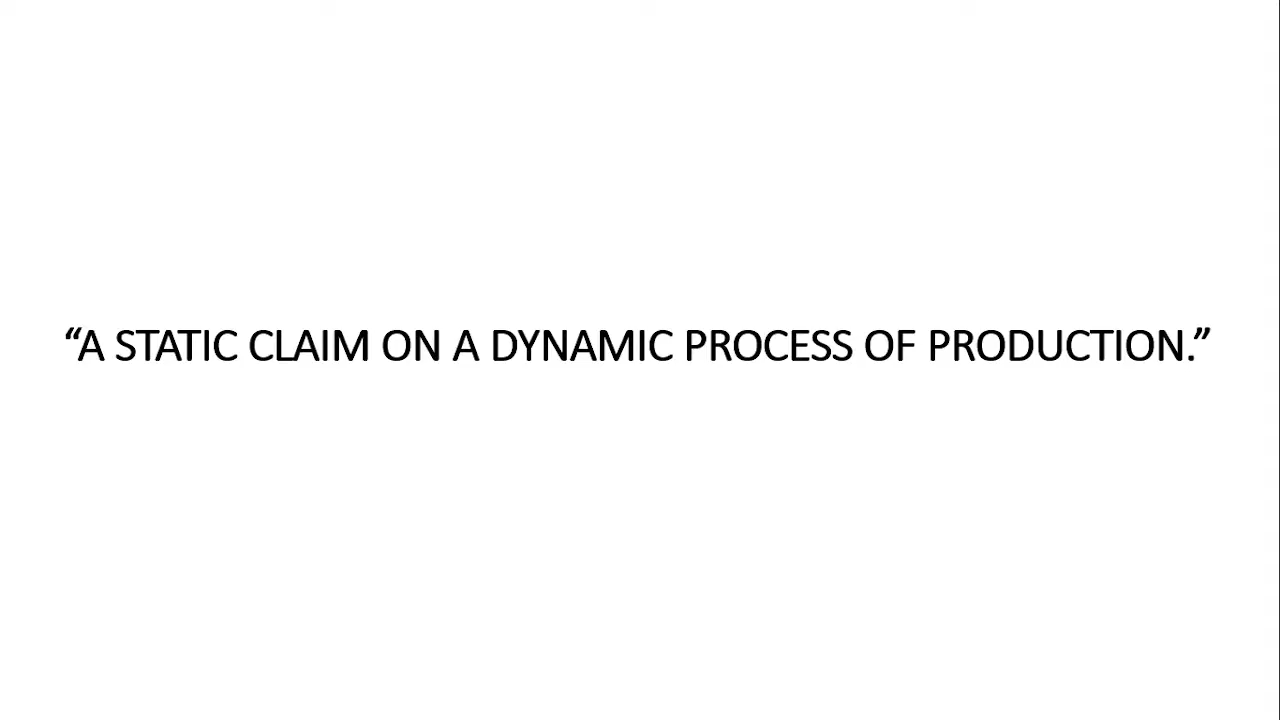 “A STATIC CLAIM ON A DYNAMIC PROCESS OF PRODUCTION.”